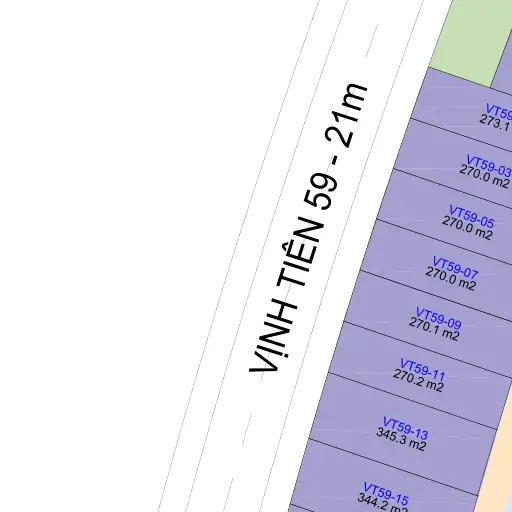 VỊNH TIÊN 59 - 21m
VT59
273.1
VT59-03
270.0 m2
VT59-05
270.0 m2
VT59-07
270.0 m2
VT59-09
270.1 m2
VT59-11
270.2 m2
VT59-13
345.3 m2
VT59-15
344.2 m2